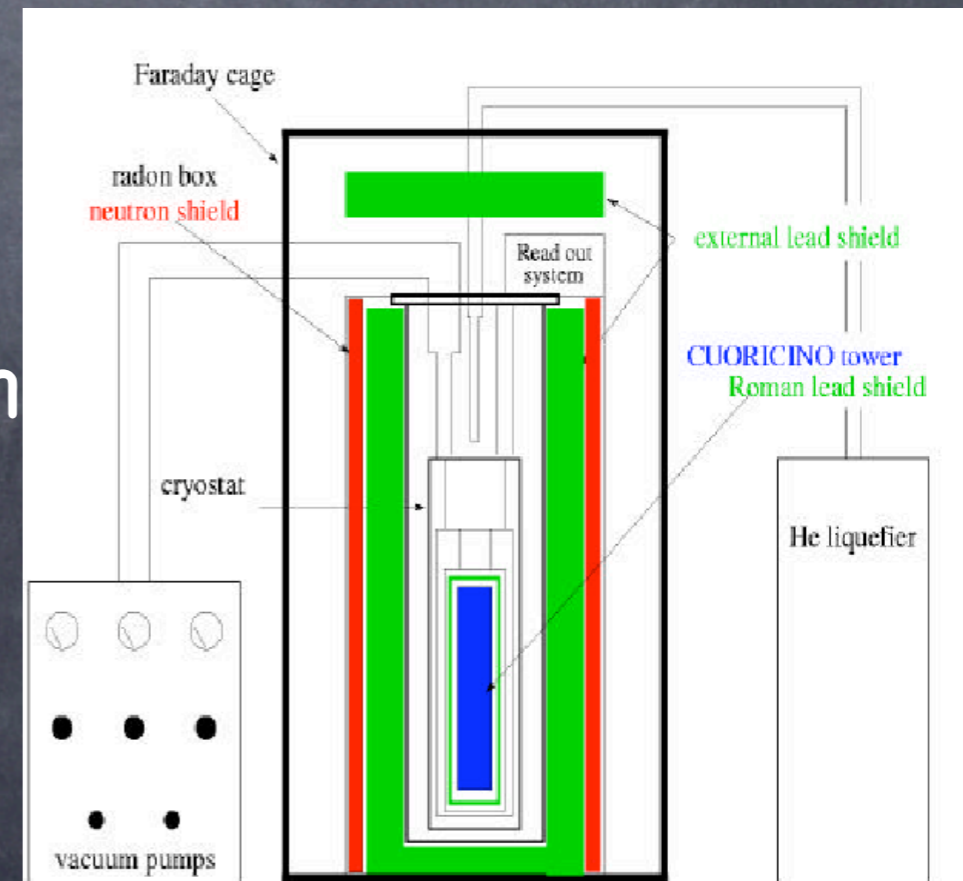 Faraday cage
radon box
neutron shield
Read out
system
external lead shield
n
CUORICINO tower
Roman lead shield
cryostat
He liquefier
vacuum pumps